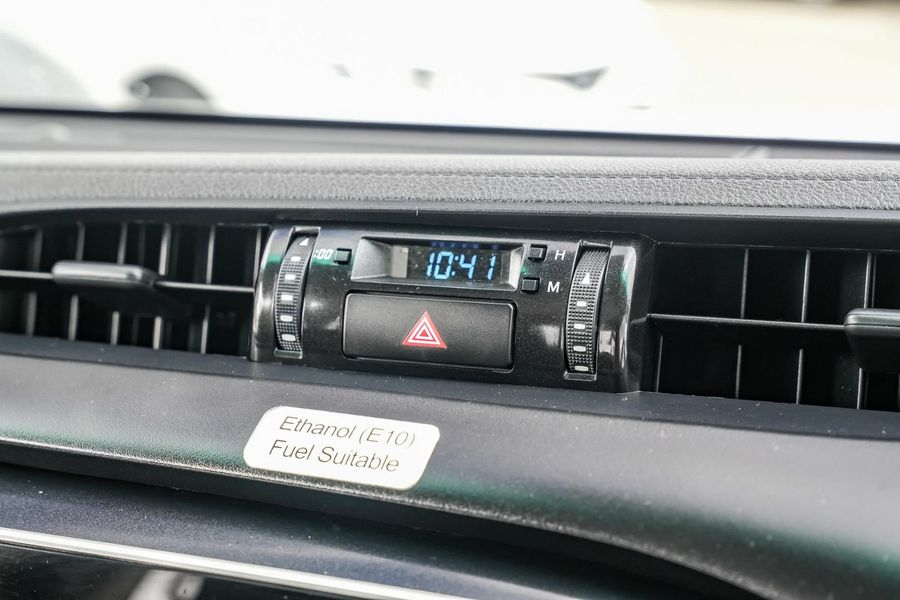 :00
10:41
H
M
Ethanol (E10)
Fuel Suitable